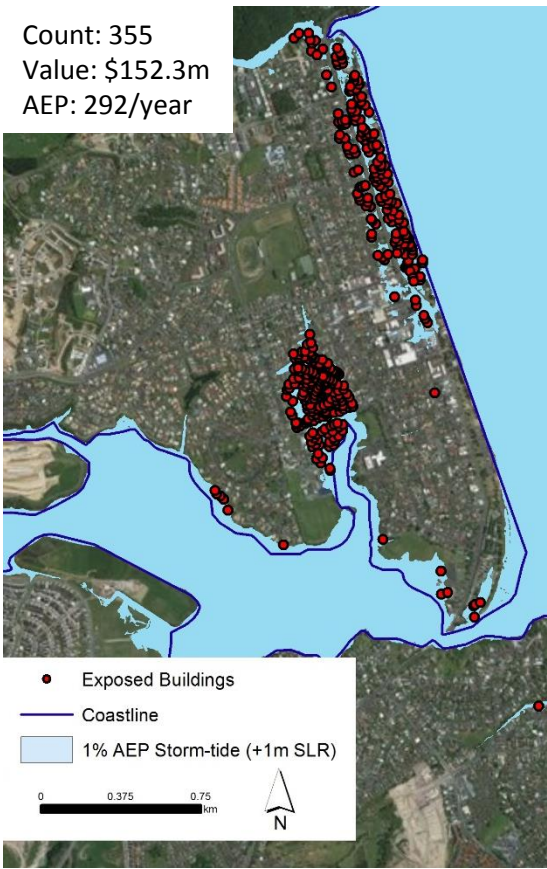 Count: 355
Value: $152.3m
AEP: 292/year
Exposed Buildings
Coastline
1% AEP Storm-tide (+1m SLR)
0 0.375 0.75
km
N